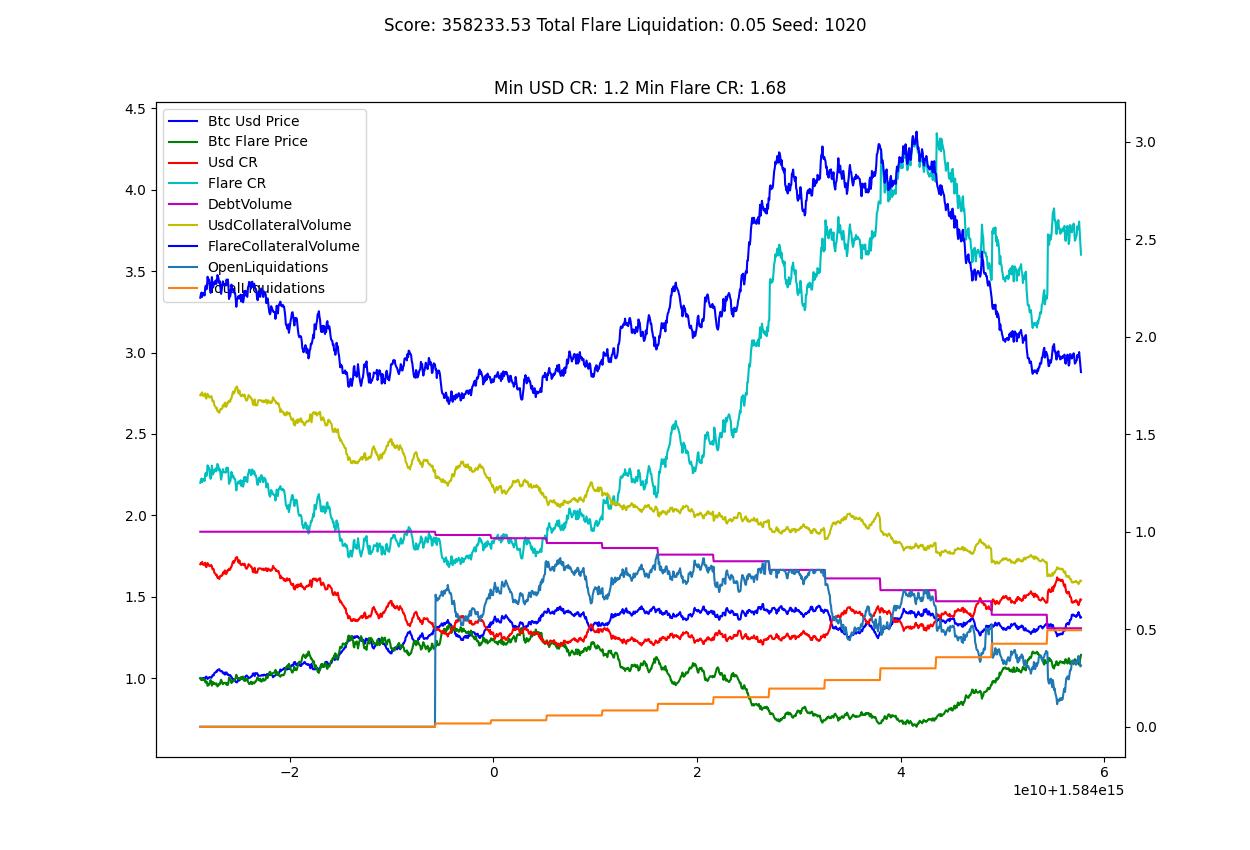 Score: 358233.53 Total Flare Liquidation: 0.05 Seed: 1020
Min USD CR: 1.2 Min Flare CR: 1.68
Btc Usd Price
Btc Flare Price
Usd CR
Flare CR
DebtVolume
UsdCollateralVolume
FlareCollateralVolume
OpenLiquidations
TotalLiquidations
4.5
4.0
3.5
3.0
2.5
2.0
1.5
1.0
3.0
2.5
2.0
1.5
1.0
0.5
0.0
−2 0 2 4 6
1e10+1.584e15